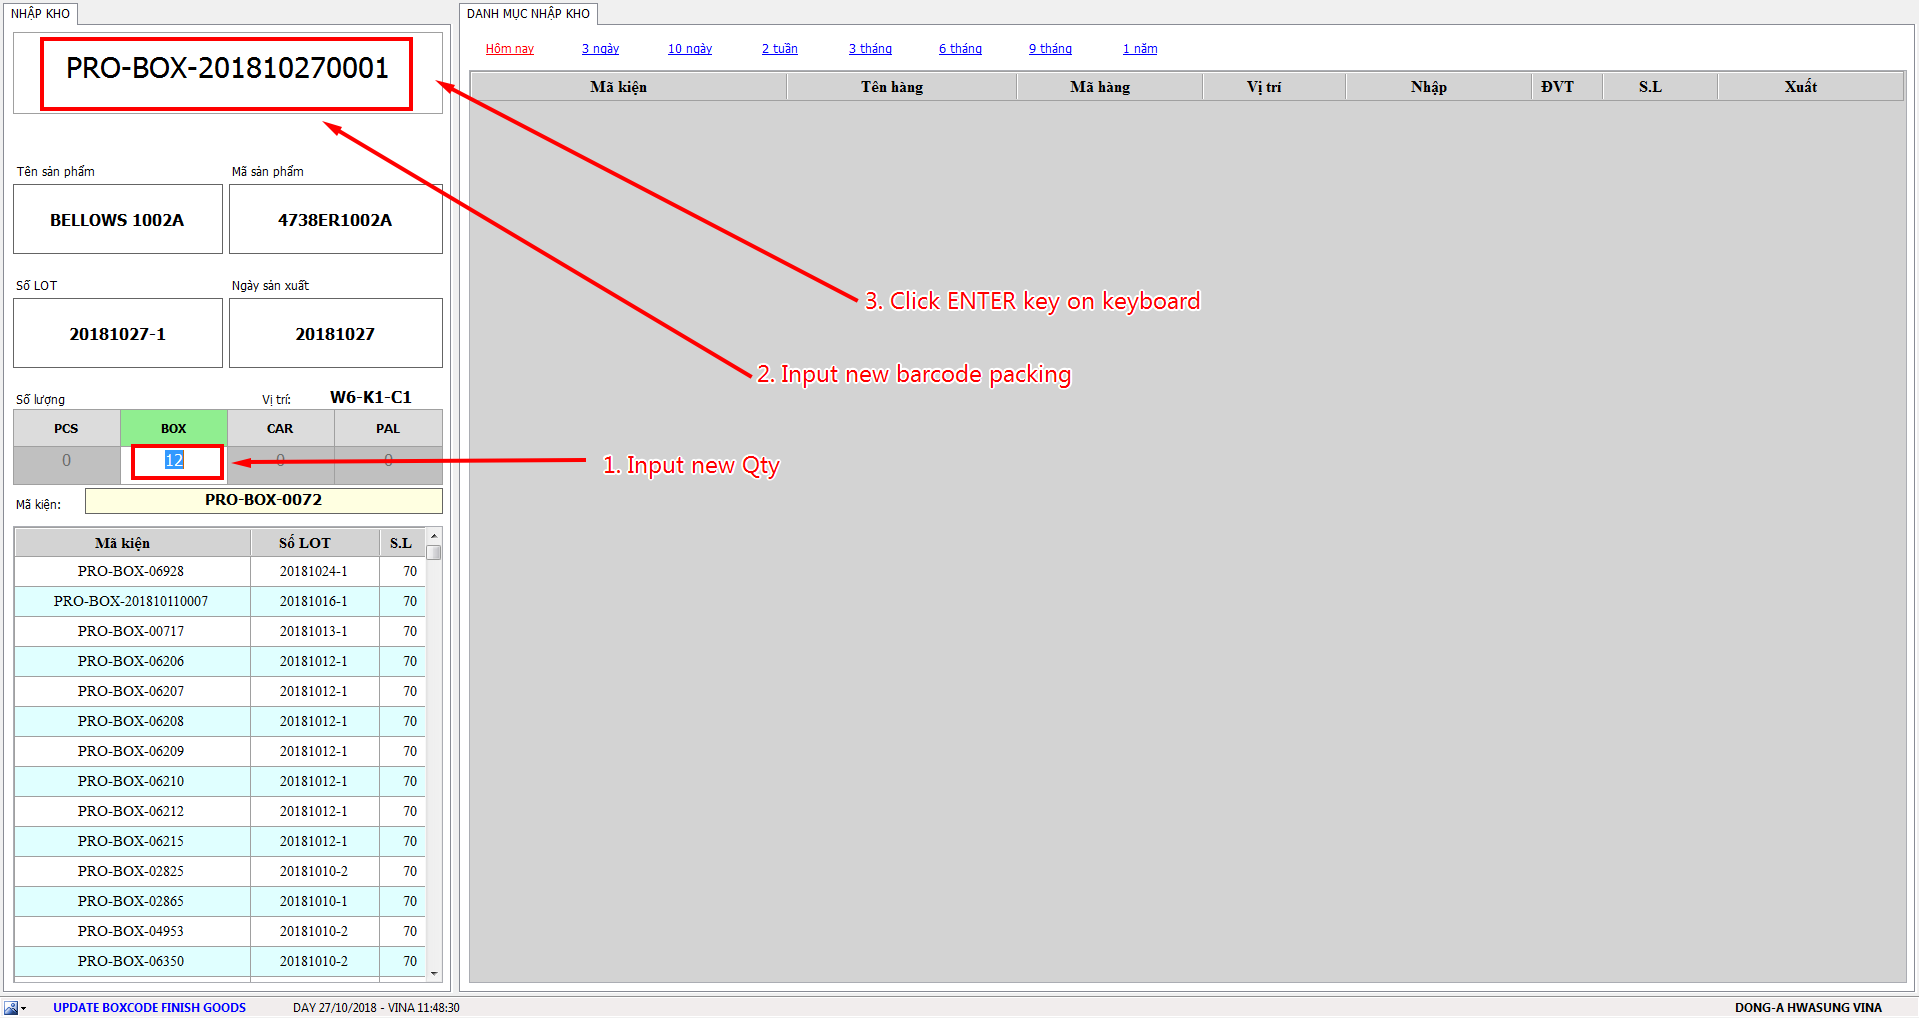 NHẬP KHO
PRO-BOX-201810270001
Tên sản phẩm Mã sản phẩm
BELLOWS 1002A 4738ER1002A
Số LOT Ngày sản xuất
20181027-1 20181027
Số lượng Vị trí: W6-K1-C1
PCS BOX CAR PAL
0 12 0 0
Mã kiện: PRO-BOX-0072
Mã kiện Số LOT S.L
PRO-BOX-06928 20181024-1 70
PRO-BOX-201810110007 20181016-1 70
PRO-BOX-00717 20181013-1 70
PRO-BOX-06206 20181012-1 70
PRO-BOX-06207 20181012-1 70
PRO-BOX-06208 20181012-1 70
PRO-BOX-06209 20181012-1 70
PRO-BOX-06210 20181012-1 70
PRO-BOX-06212 20181012-1 70
PRO-BOX-06215 20181012-1 70
PRO-BOX-02825 20181010-2 70
PRO-BOX-02865 20181010-1 70
PRO-BOX-04953 20181010-2 70
PRO-BOX-06350 20181010-2 70
DANH MỤC NHẬP KHO
Hôm nay 3 ngày 10 ngày 2 tuần 3 tháng 6 tháng 9 tháng 1 năm
Mã kiện Tên hàng Mã hàng Vị trí Nhập ĐVT S.L Xuất
3. Click ENTER key on keyboard
2. Input new barcode packing
1. Input new Qty
UPDATE BOXCODE FINISH GOODS DAY 27/10/2018 - VINA 11:48:30 DONG-A HWASUNG VINA